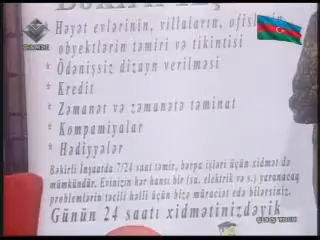 Həyət evlərinin, villaların, ofislərin
obyektlərin təmiri və tikintisi
* Ödənişsiz dizayn verilməsi
* Kredit
* Zəmanət və zəmanətə təminat
* Kompaniyalar
* Hədiyyələr
Bəkirli İnşaatda 7/24 saat təmir, bərpa işləri üçün xidmət də
mümkündür. Evinizin hər hansı bir (su, elektrik və s.) yaranacaq
problemlərin təcili həlli üçün bizə müraciət edə bilərsiniz.
Günün 24 saatı xidmətinizdəyik